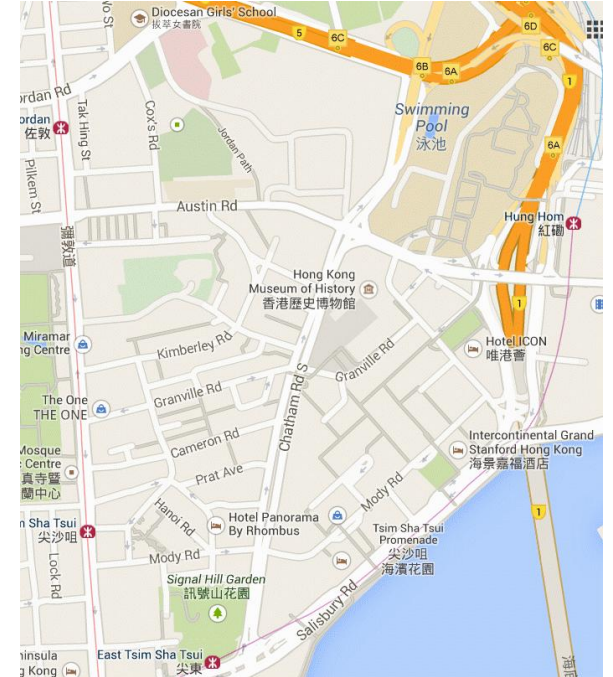 Diocesan Girls' School
拔萃女書院
5
6C
6D
6C
6B
6A
1
ordan Rd
Tak Hing St
Cox's Rd
Swimming
Pool
泳池
ordan
佐敦
Jordan Path
6A
Pilkem St
Austin Rd
Hung Hom
紅磡
彌敦道
Hong Kong
Museum of History
香港歷史博物館
1
Miramar
ng Centre
Kimberley Rd
Hotel ICON
唯港薈
Granville Rd
The One
THE ONE
Granville Rd
Chatham Rd S
Cameron Rd
Intercontinental Grand
Stanford Hong Kong
海景嘉福酒店
Mosque
c Centre
真寺暨
蘭中心
Prat Ave
Mody Rd
Hanoi Rd
Hotel Panorama
By Rhombus
1
m Sha Tsui
尖沙咀
Tsim Sha Tsui
Promenade
尖沙咀
海濱花園
Mody Rd
Lock Rd
Signal Hill Garden
訊號山花園
Salisbury Rd
East Tsim Sha Tsui
尖東
ninsula
g Kong
海